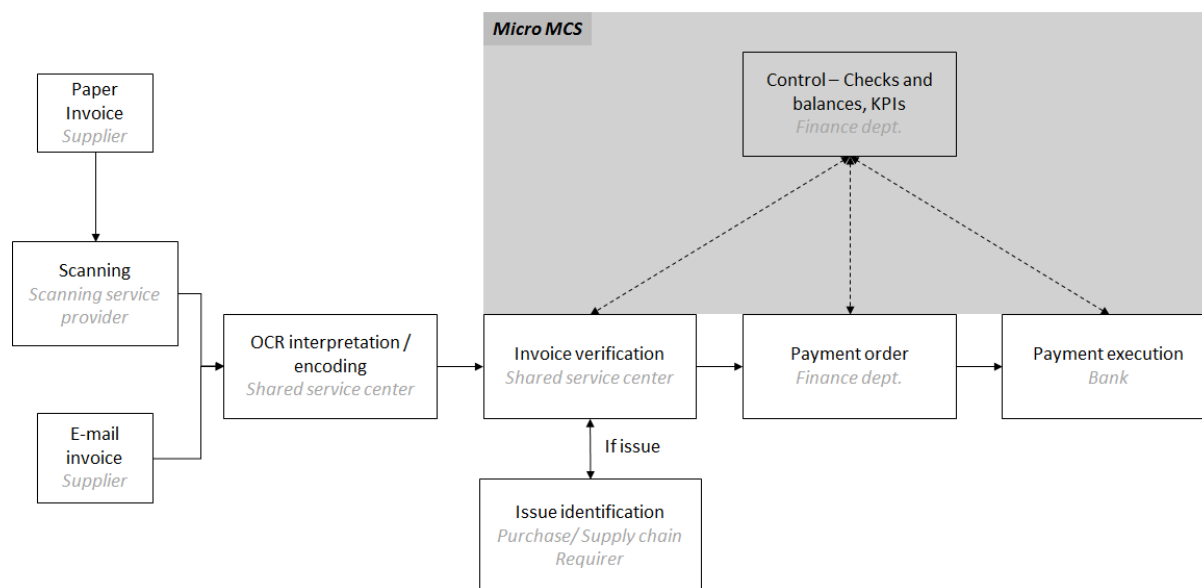 Micro MCS
Paper
Invoice
Supplier
Control – Checks and
balances, KPIs
Finance dept.
Scanning
Scanning service
provider
OCR interpretation /
encoding
Shared service center
Invoice verification
Shared service center
Payment order
Finance dept.
Payment execution
Bank
E-mail
invoice
Supplier
If issue
Issue identification
Purchase/ Supply chain
Requirer